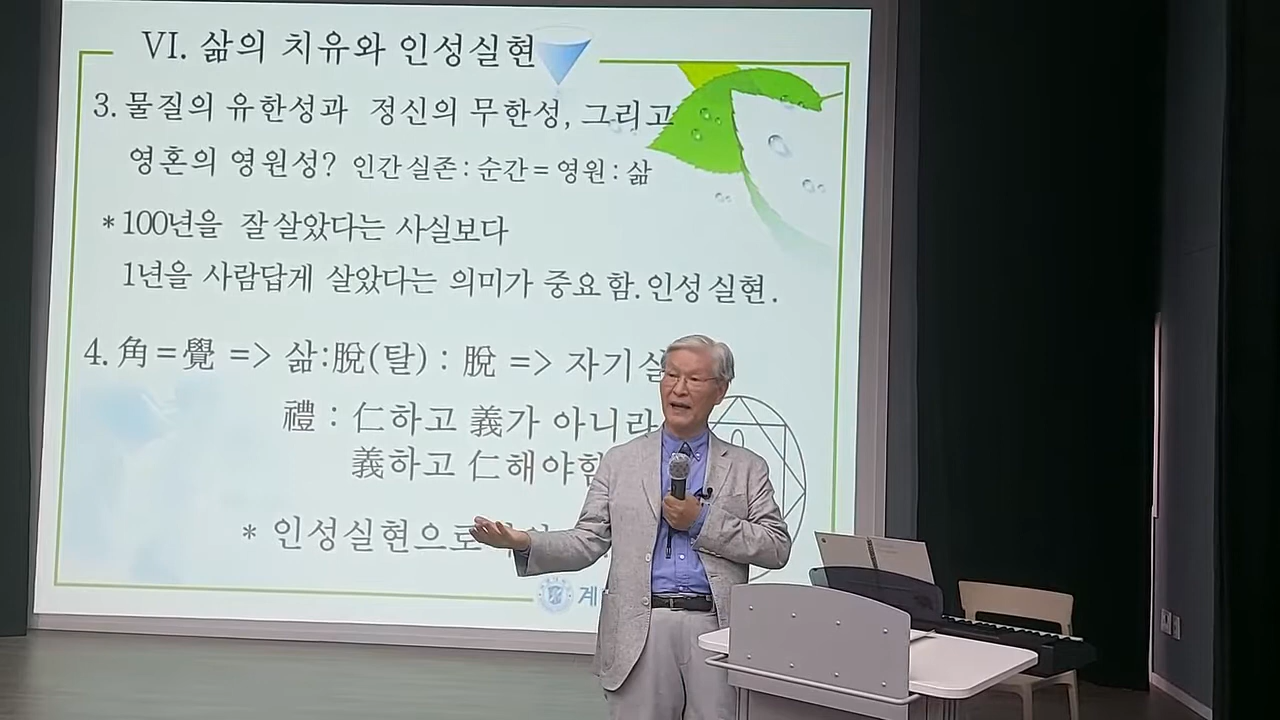 VI. 삶의 치유와 인성실현
3. 물질의 유한성과 정신의 무한성, 그리고
영혼의 영원성? 인간 실존 : 순간 = 영원 : 삶
* 100년을 잘 살았다는 사실보다
1년을 사람답게 살았다는 의미가 중요함. 인성 실현.
4. 角 = 覺 => 삶:脫(탈) : 脫 => 자기실
禮 : 仁하고 義가 아니라
義하고 仁해야함
* 인성실현으로
계